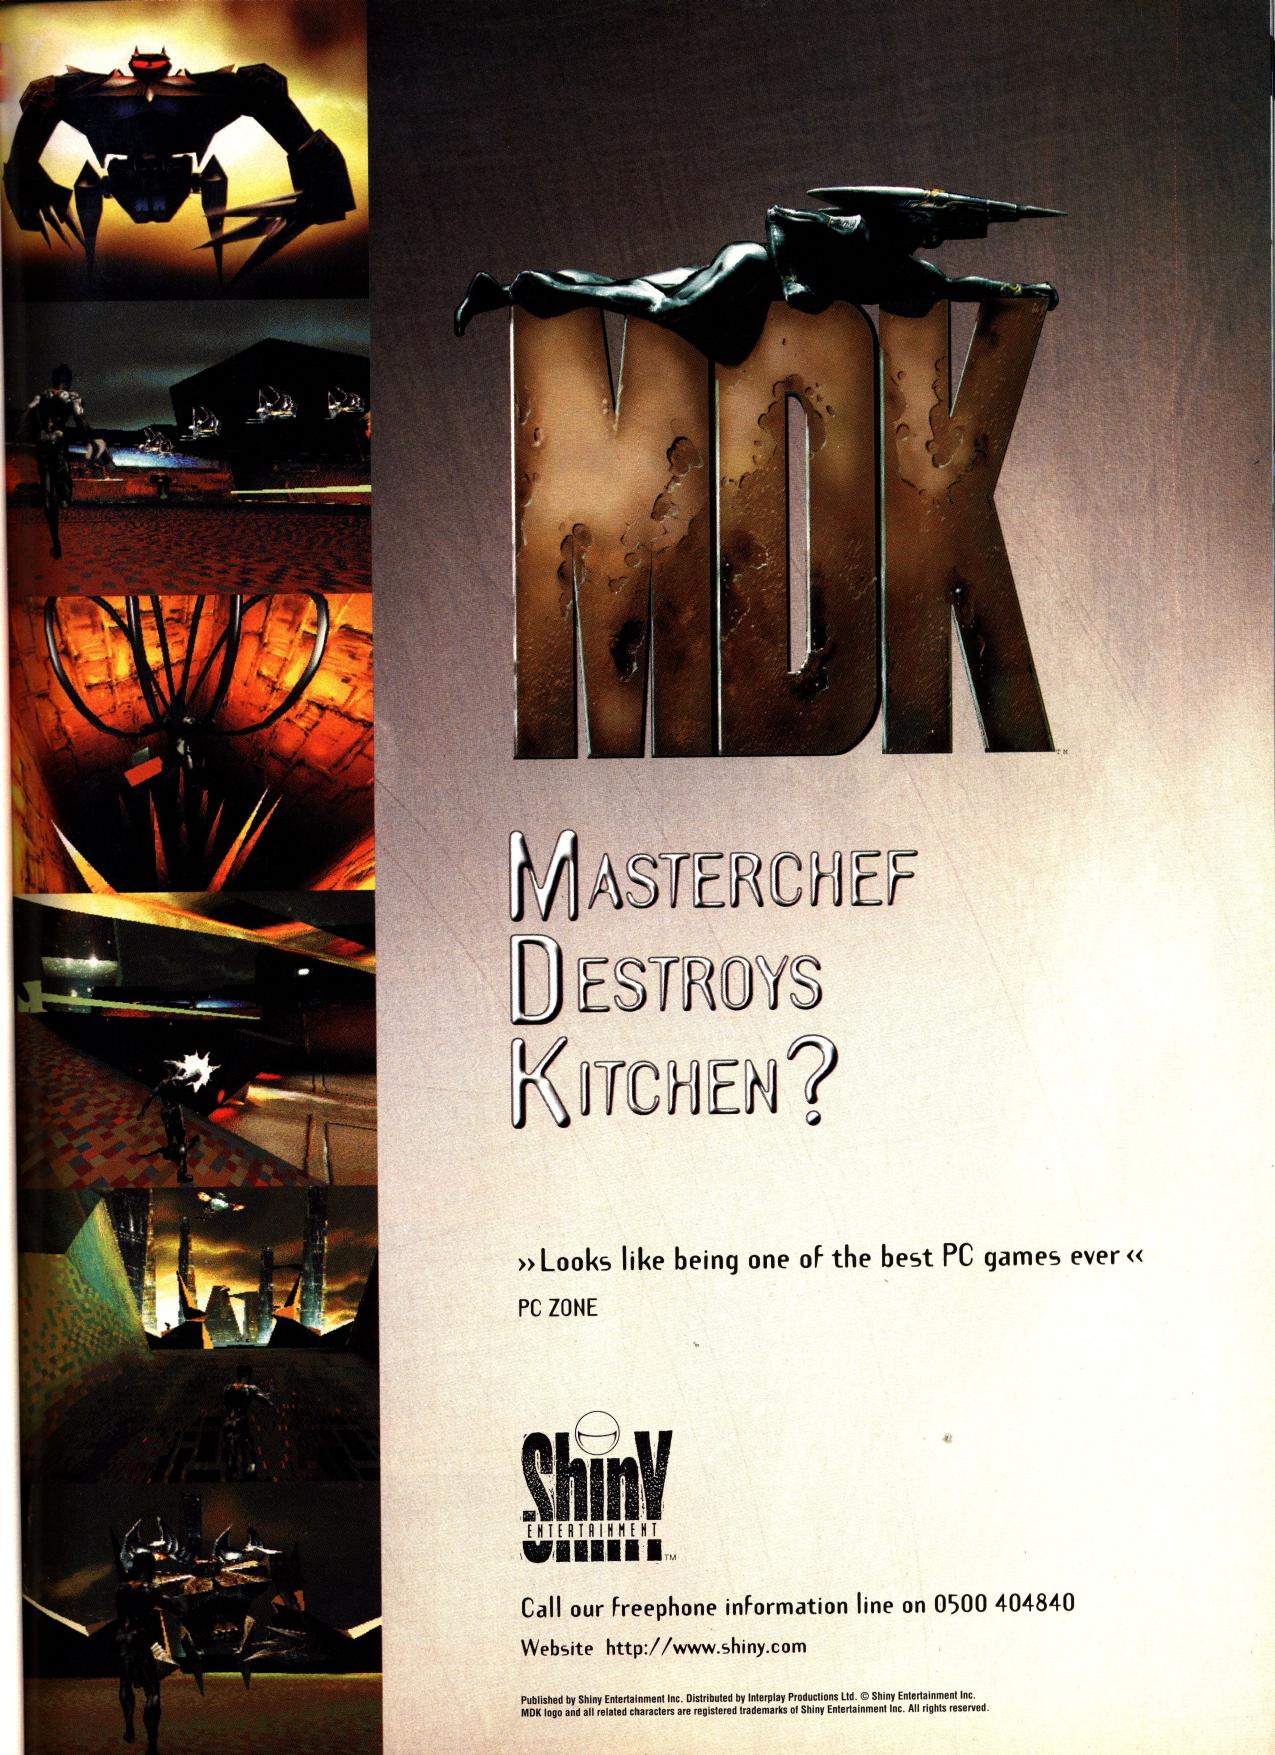 MDK
TM
MASTERCHEF
DESTROYS
KITCHEN?
»Looks like being one of the best PC games ever«
PC ZONE
Shiny
ENTERTAINMENT
TM
Call our freephone information line on 0500 404840
Website http://www.shiny.com
Published by Shiny Entertainment Inc. Distributed by Interplay Productions Ltd. © Shiny Entertainment Inc.
MDK logo and all related characters are registered trademarks of Shiny Entertainment Inc. All rights reserved.